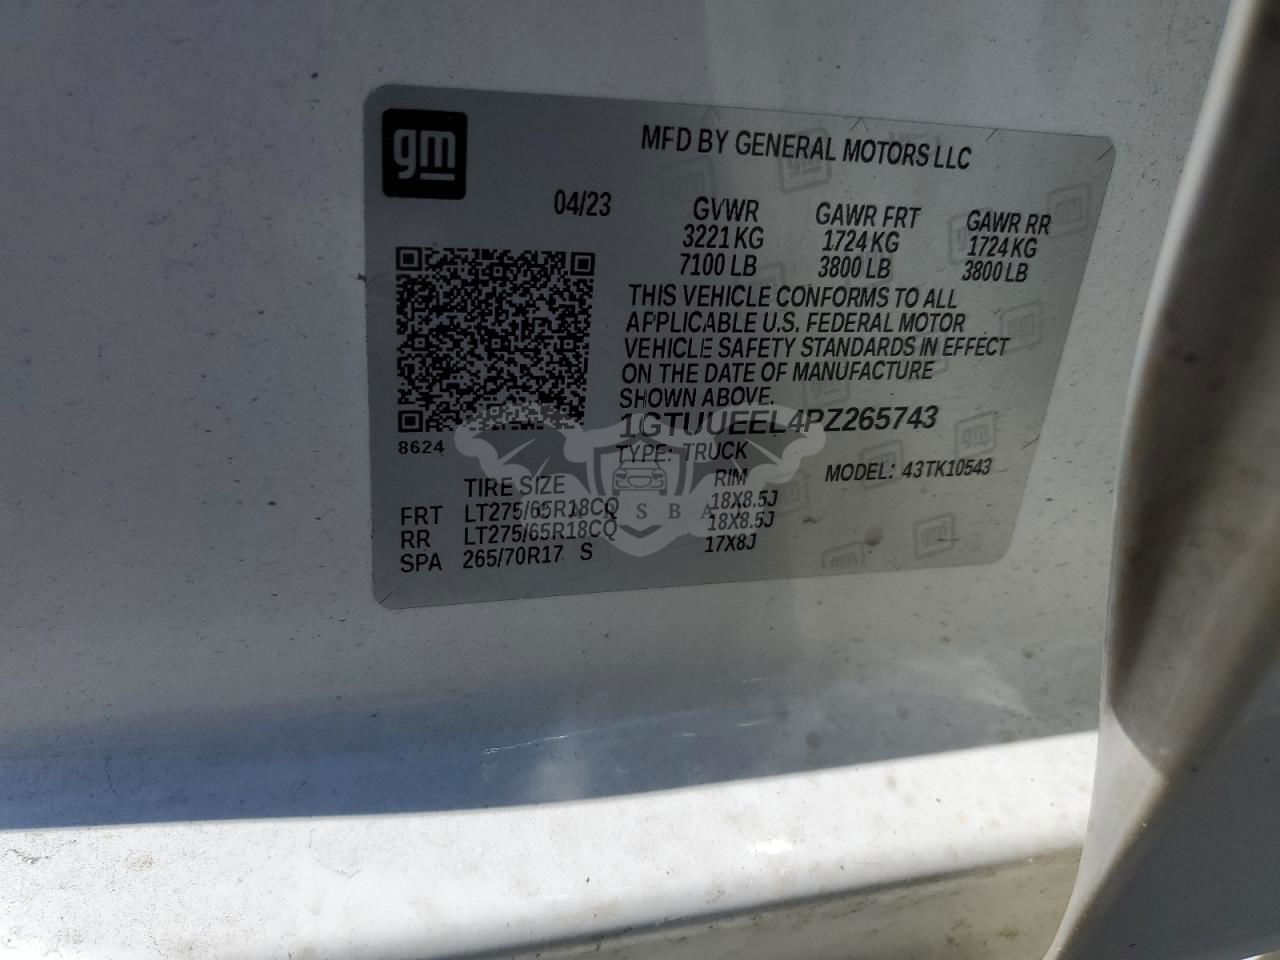 gm
MFD BY GENERAL MOTORS LLC
04/23 GVWR GAWR FRT GAWR RR
3221 KG 1724 KG 1724 KG
7100 LB 3800 LB 3800 LB
THIS VEHICLE CONFORMS TO ALL
APPLICABLE U.S. FEDERAL MOTOR
VEHICLE SAFETY STANDARDS IN EFFECT
ON THE DATE OF MANUFACTURE
SHOWN ABOVE.
1GTUUEEL4PZ265743
8624 TYPE: TRUCK MODEL: 43TK10543
TIRE SIZE RIM
FRT LT275/65R18CQ 18X8.5J
RR LT275/65R18CQ 18X8.5J
SPA 265/70R17 S 17X8J
SBA